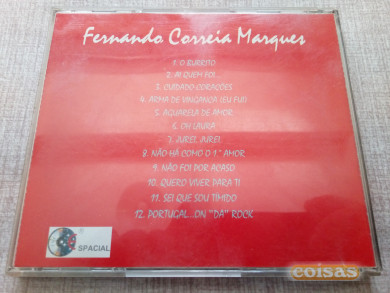 Fernando Correia Marques
1. O BURRITO
2. AI QUEM FOI...
3. CUIDADO CORAÇÕES
4. ARMA DE VINGANÇA (EU FUI)
5. AQUARELA DE AMOR
6. OH LAURA
7. JUREI, JUREI
8. NÃO HÁ COMO O 1º AMOR
9. NÃO FOI POR ACASO
10. QUERO VIVER PARA TI
11. SEI QUE SOU TÍMIDO
12. PORTUGAL...ON "DA" ROCK
SPACIAL
coisas